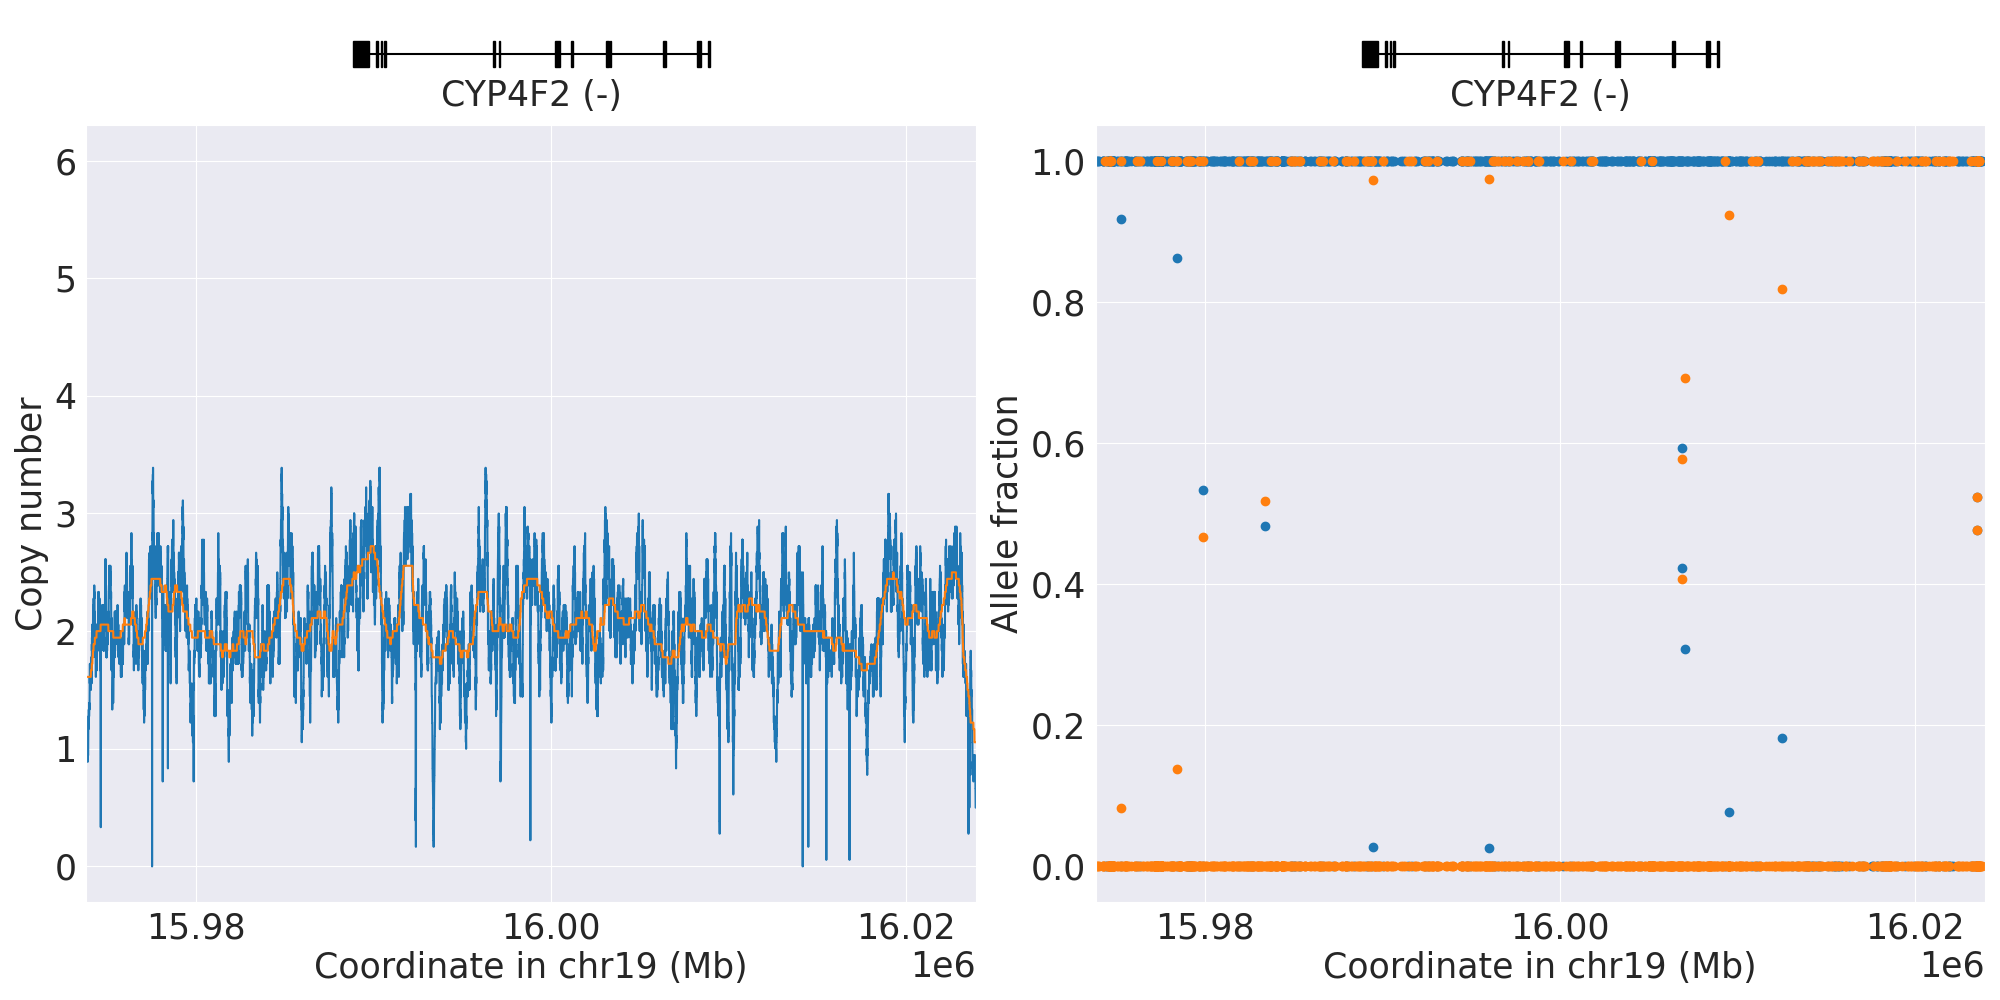 CYP4F2 (-)
6
5
4
3
2
1
0
Copy number
15.98
16.00
16.02
Coordinate in chr19 (Mb)
1e6
CYP4F2 (-)
1.0
0.8
0.6
0.4
0.2
0.0
Allele fraction
15.98
16.00
16.02
Coordinate in chr19 (Mb)
1e6